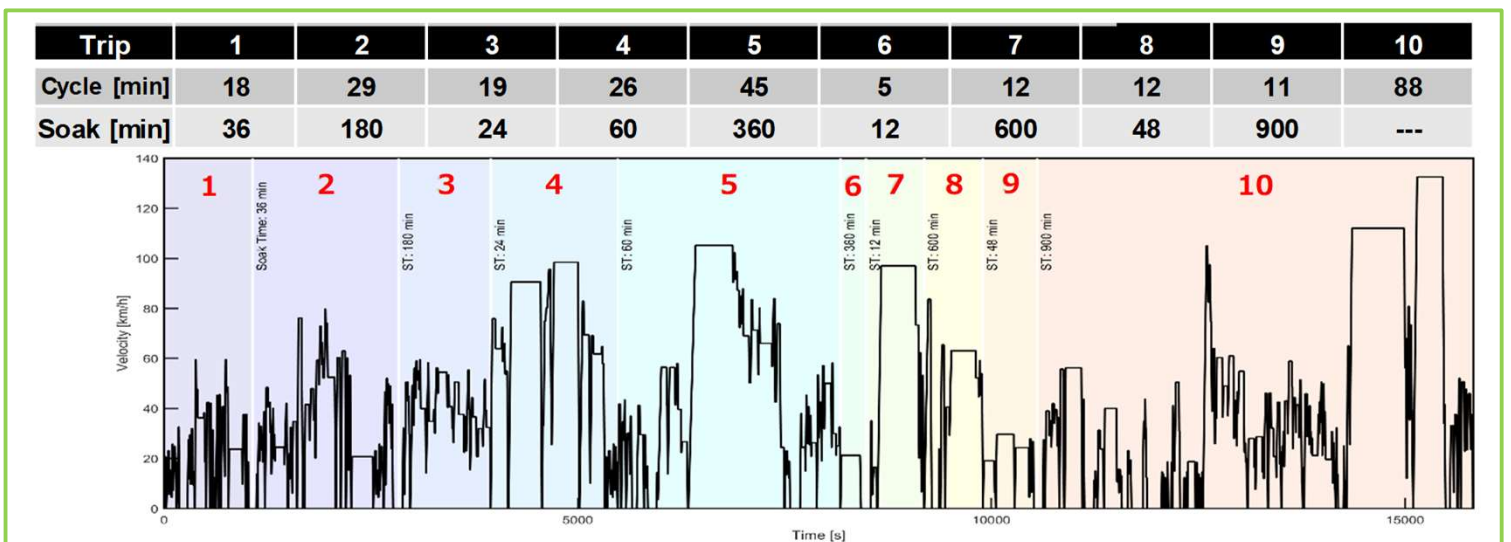 Trip 1 2 3 4 5 6 7 8 9 10
Cycle [min] 18 29 19 26 45 5 12 12 11 88
Soak [min] 36 180 24 60 360 12 600 48 900 ---
140
120
100
80
60
40
20
0
Velocity [km/h]
1 2 3 4 5 6 7 8 9 10
Soak Time: 36 min
ST: 180 min
ST: 24 min
ST: 60 min
ST: 360 min
ST: 12 min
ST: 600 min
ST: 48 min
ST: 900 min
0 5000 10000 15000
Time [s]